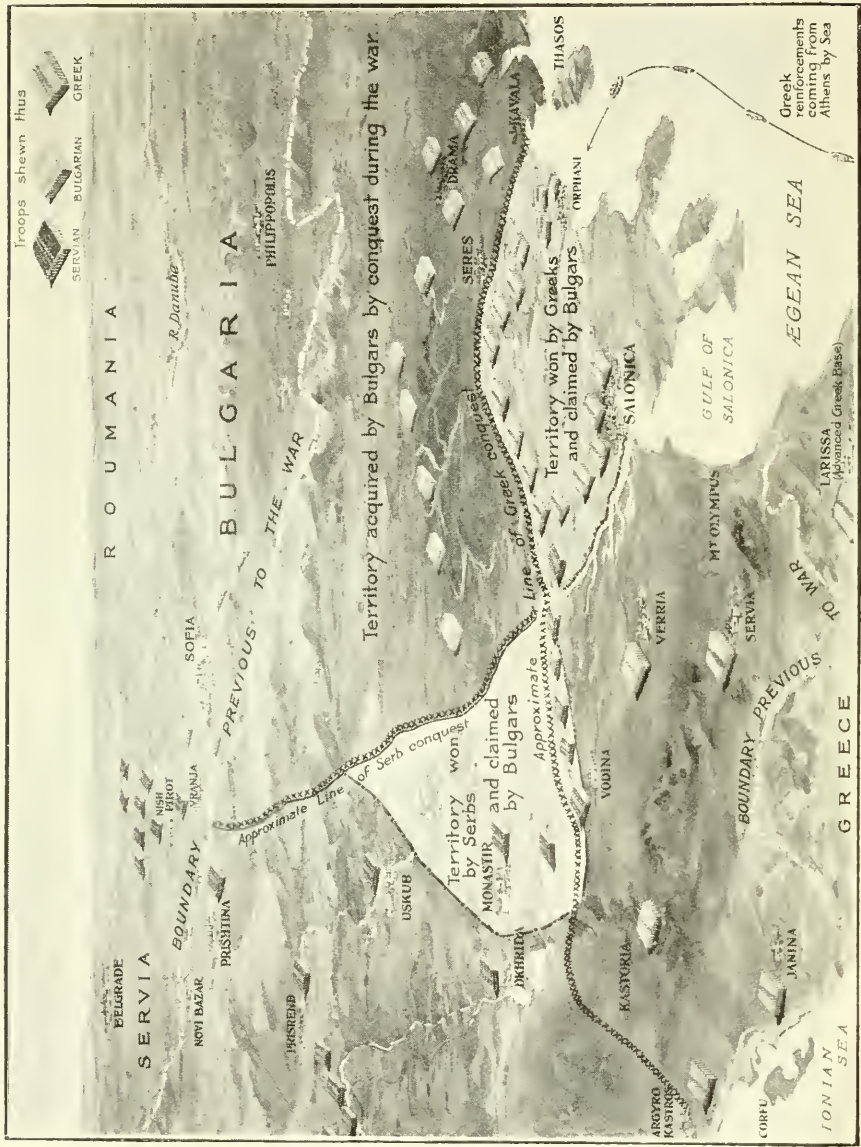 Troops shewn thus
SERVIAN
BULGARIAN
GREEK
ROUMANIA
R. Danube
BULGARIA
PHILIPPOPOLIS
BELGRADE
SERVIA
NOVI BAZAR
BOUNDARY
PREVIOUS
TO THE WAR
NISH
PIROT
VRANJA
SOFIA
PRISHTINA
PRISREND
USKUB
Approximate Line of Serb conquest
Territory acquired by Bulgars by conquest during the war.
DRAMA
KAVALA
THASOS
SERES
ORPHANI
Territory won
by Serbs
and claimed
by Bulgars
MONASTIR
Approximate Line of Greek conquest
Territory won by Greeks
and claimed by Bulgars
SALONICA
Greek
reinforcements
coming from
Athens by Sea
GULF OF
SALONICA
ÆGEAN SEA
VODINA
VERRIA
SERVIA
MT OLYMPUS
LARISSA
(Advanced Greek Base)
KASTORIA
JANINA
ARGYRO
KASTROS
CORFU
IONIAN
SEA
BOUNDARY PREVIOUS TO WAR
GREECE